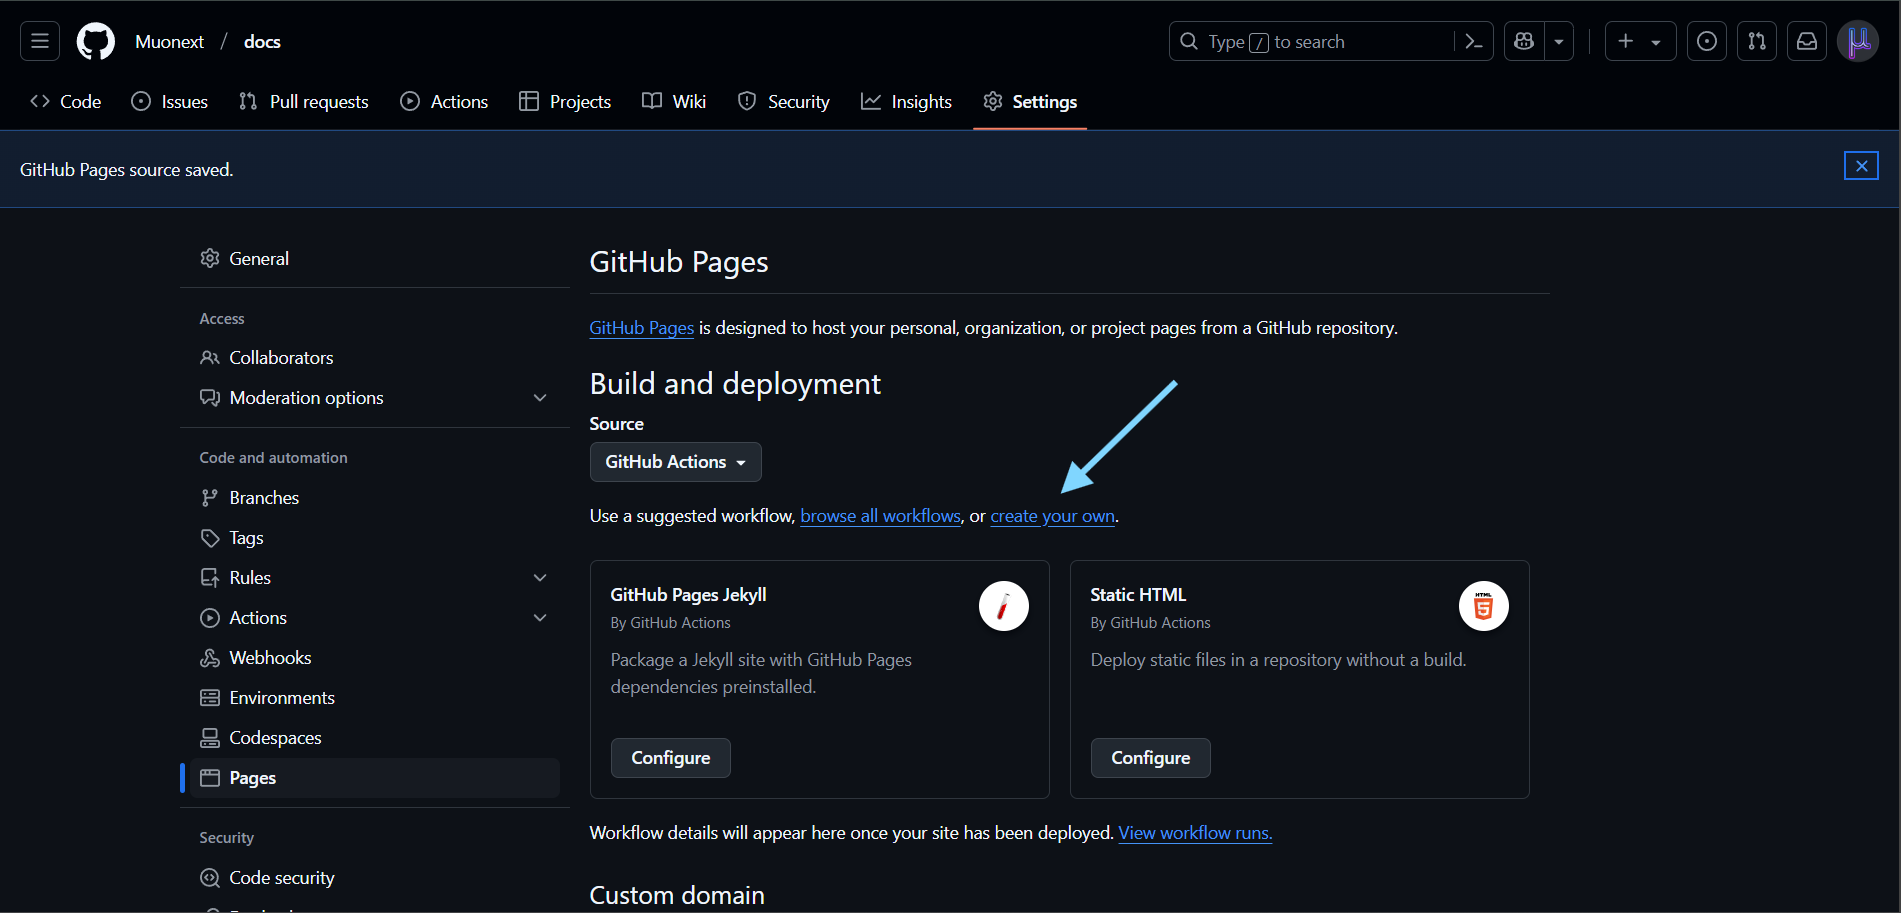 Muonext / docs
Type / to search
Code Issues Pull requests Actions Projects Wiki Security Insights Settings
GitHub Pages source saved.
General
Access
Collaborators
Moderation options
Code and automation
Branches
Tags
Rules
Actions
Webhooks
Environments
Codespaces
Pages
Security
Code security
GitHub Pages
GitHub Pages is designed to host your personal, organization, or project pages from a GitHub repository.
Build and deployment
Source
GitHub Actions
Use a suggested workflow, browse all workflows, or create your own.
GitHub Pages Jekyll
By GitHub Actions
Package a Jekyll site with GitHub Pages
dependencies preinstalled.
Configure
Static HTML
HTML
5
By GitHub Actions
Deploy static files in a repository without a build.
Configure
Workflow details will appear here once your site has been deployed. View workflow runs.
Custom domain